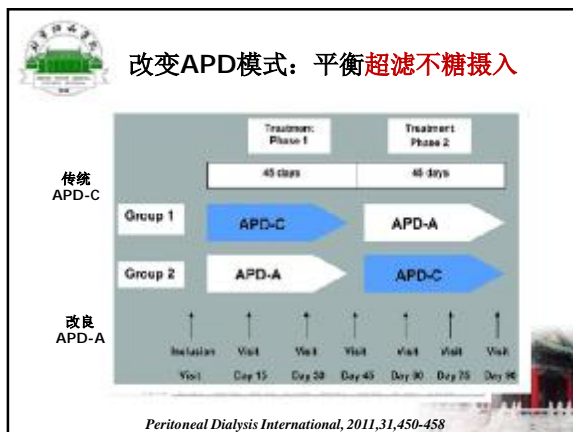 改变APD模式：平衡超滤不糖摄入
Treatment Phase 1
Treatment Phase 2
45 days
45 days
传统
APD-C
Group 1
APD-C
APD-A
Group 2
APD-A
APD-C
改良
APD-A
Inclusion Visit Visit Visit Visit Visit Visit
Visit Day 15 Day 30 Day 45 Day 60 Day 75 Day 90
Peritoneal Dialysis International, 2011,31,450-458